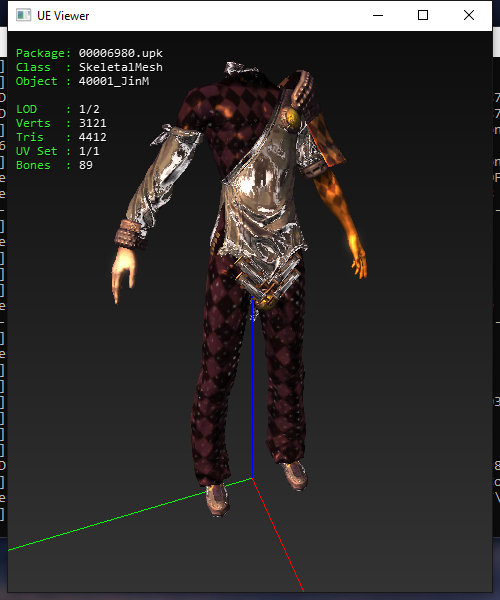 UE Viewer
Package: 00006980.upk
Class : SkeletalMesh
Object : 40001_JinM
LOD : 1/2
Verts : 3121
Tris : 4412
UV Set : 1/1
Bones : 89